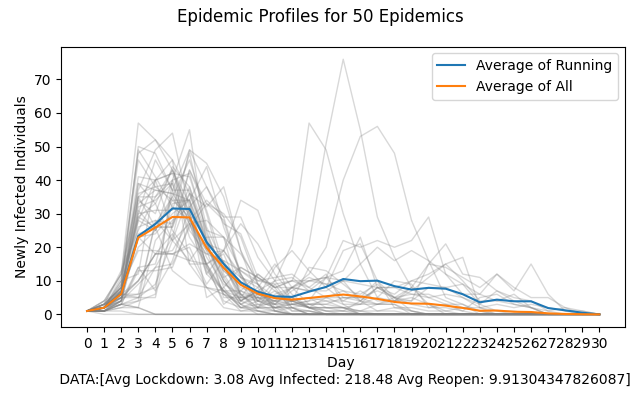 Epidemic Profiles for 50 Epidemics
Average of Running
Average of All
Newly Infected Individuals
70
60
50
40
30
20
10
0
0 1 2 3 4 5 6 7 8 9 10 11 12 13 14 15 16 17 18 19 20 21 22 23 24 25 26 27 28 29 30
Day
DATA:[Avg Lockdown: 3.08 Avg Infected: 218.48 Avg Reopen: 9.91304347826087]